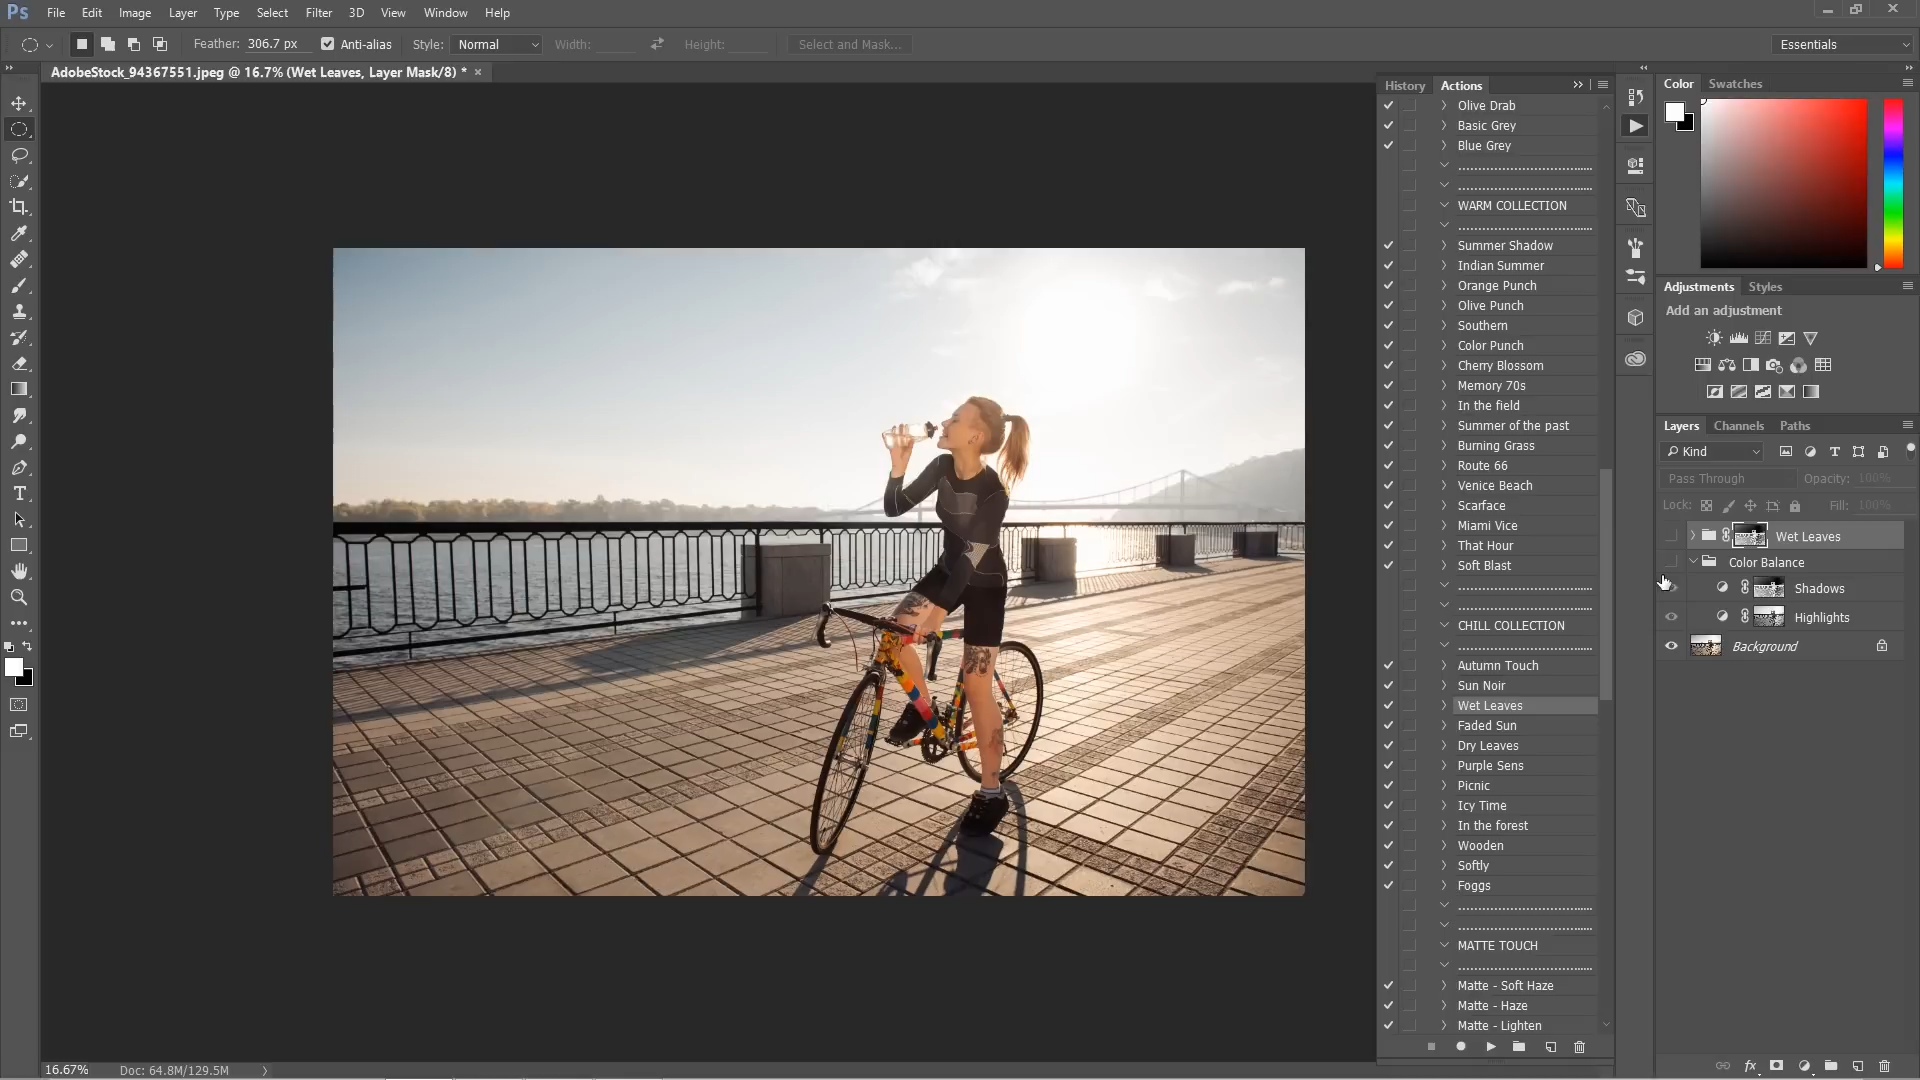 Ps File Edit Image Layer Type Select Filter 3D View Window Help
Feather: 306.7 px Anti-alias Style: Normal Width: Height: Select and Mask... Essentials
AdobeStock_94367551.jpeg @ 16.7% (Wet Leaves, Layer Mask/8) * ×
History Actions
Olive Drab
Basic Grey
Blue Grey
WARM COLLECTION
Summer Shadow
Indian Summer
Orange Punch
Olive Punch
Southern
Color Punch
Cherry Blossom
Memory 70s
In the field
Summer of the past
Burning Grass
Route 66
Venice Beach
Scarface
Miami Vice
That Hour
Soft Blast
CHILL COLLECTION
Autumn Touch
Sun Noir
Wet Leaves
Faded Sun
Dry Leaves
Purple Sens
Picnic
Icy Time
In the forest
Wooden
Softly
Foggs
MATTE TOUCH
Matte - Soft Haze
Matte - Haze
Matte - Lighten
Color Swatches
Adjustments Styles
Add an adjustment
Layers Channels Paths
Kind
Pass Through Opacity: 100%
Lock: Fill: 100%
Wet Leaves
Color Balance
Shadows
Highlights
Background
16.67% Doc: 64.8M/129.5M